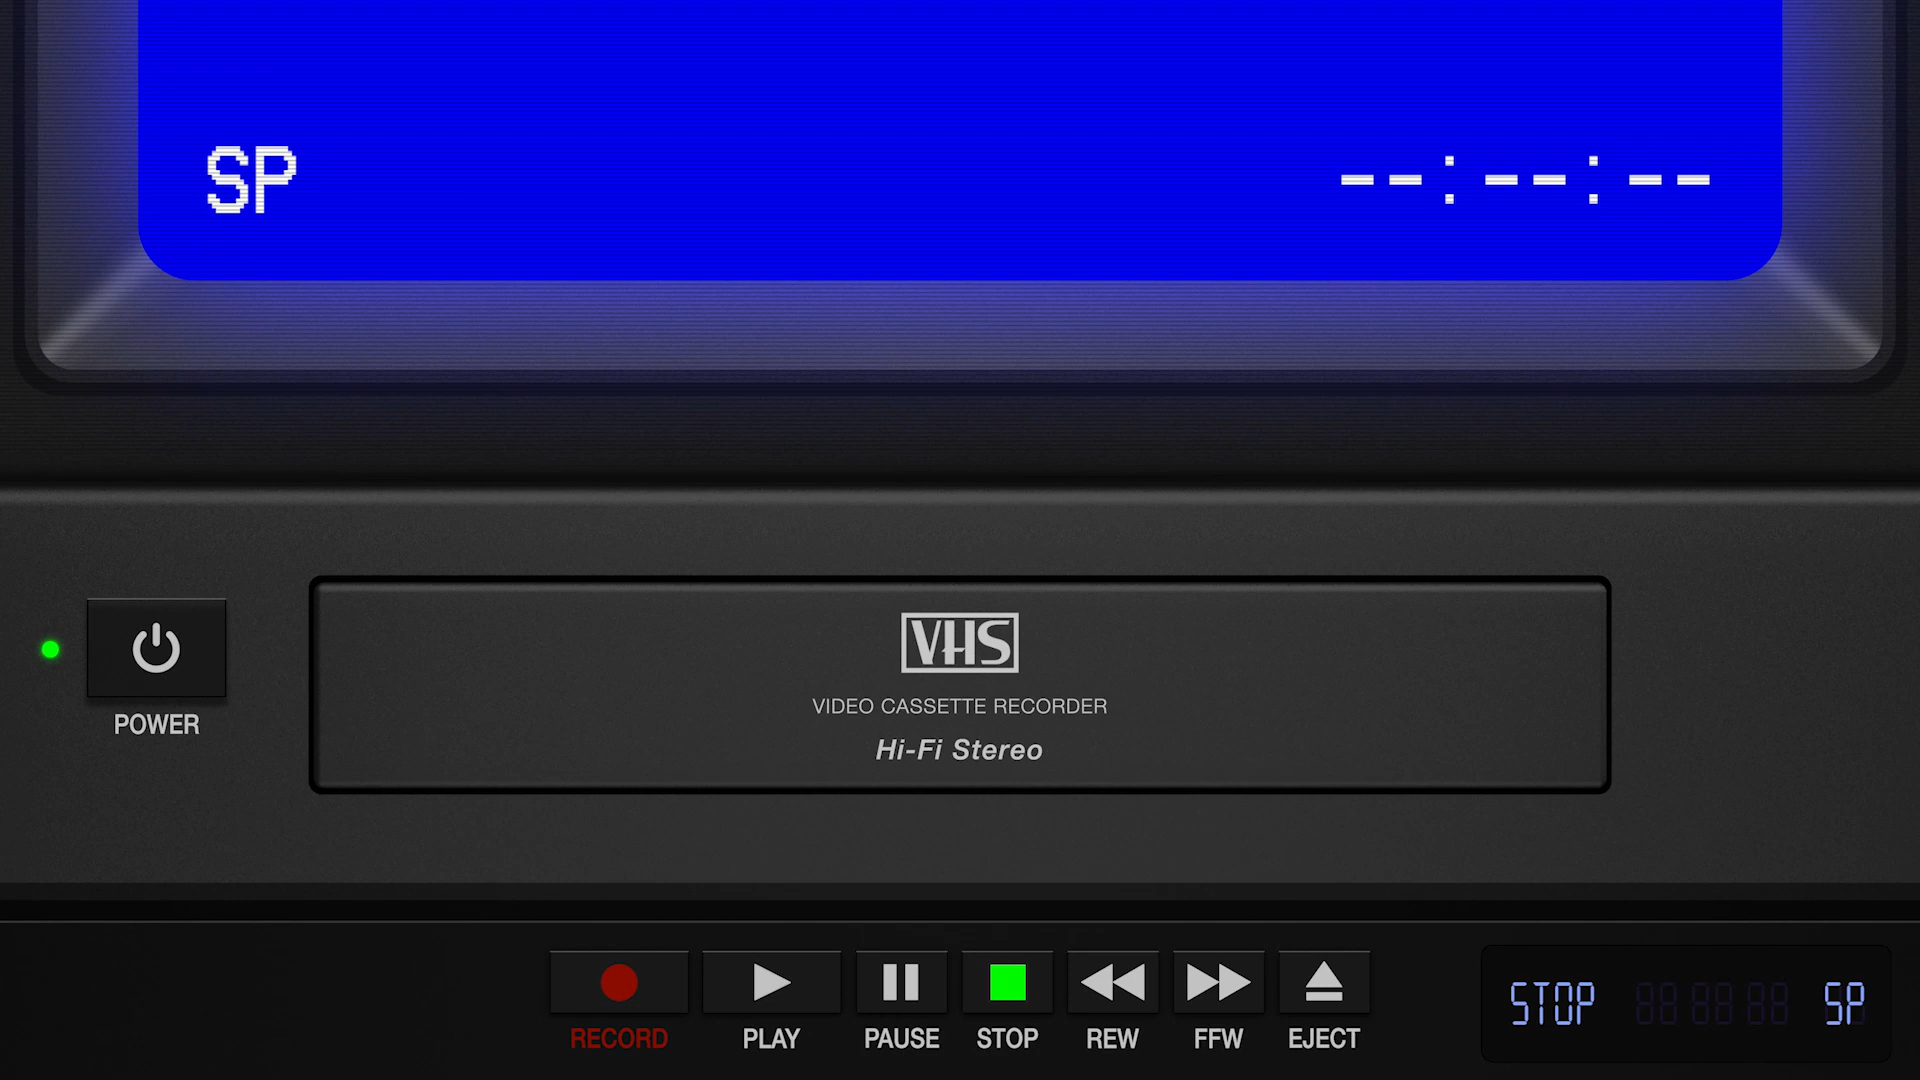 SP --:--:--
VHS
VIDEO CASSETTE RECORDER
Hi-Fi Stereo
POWER
RECORD PLAY PAUSE STOP REW FFW EJECT
STOP SP